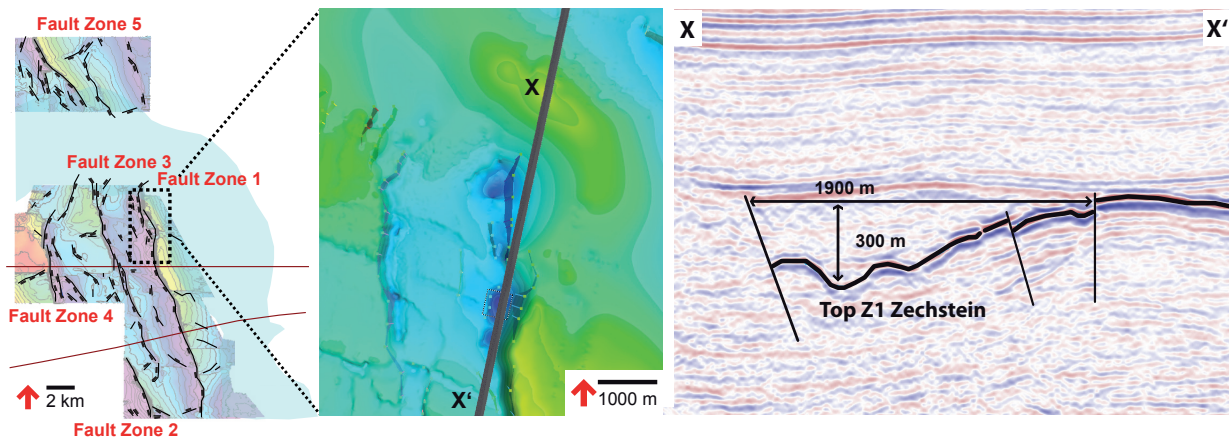 Fault Zone 5
Fault Zone 3
Fault Zone 1
Fault Zone 4
2 km
Fault Zone 2
X
X'
1000 m
X
X'
1900 m
300 m
Top Z1 Zechstein